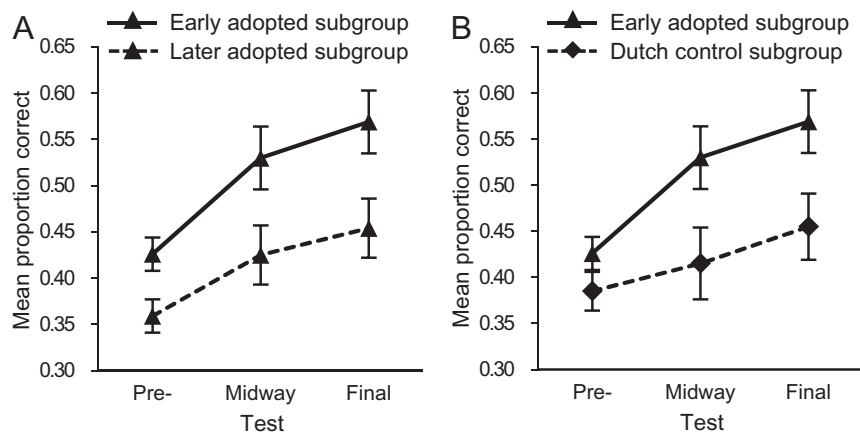 A
Early adopted subgroup
Later adopted subgroup
0.65
0.60
0.55
0.50
0.45
0.40
0.35
0.30
Mean proportion correct
Pre-
Midway
Final
Test
B
Early adopted subgroup
Dutch control subgroup
0.65
0.60
0.55
0.50
0.45
0.40
0.35
0.30
Mean proportion correct
Pre-
Midway
Final
Test